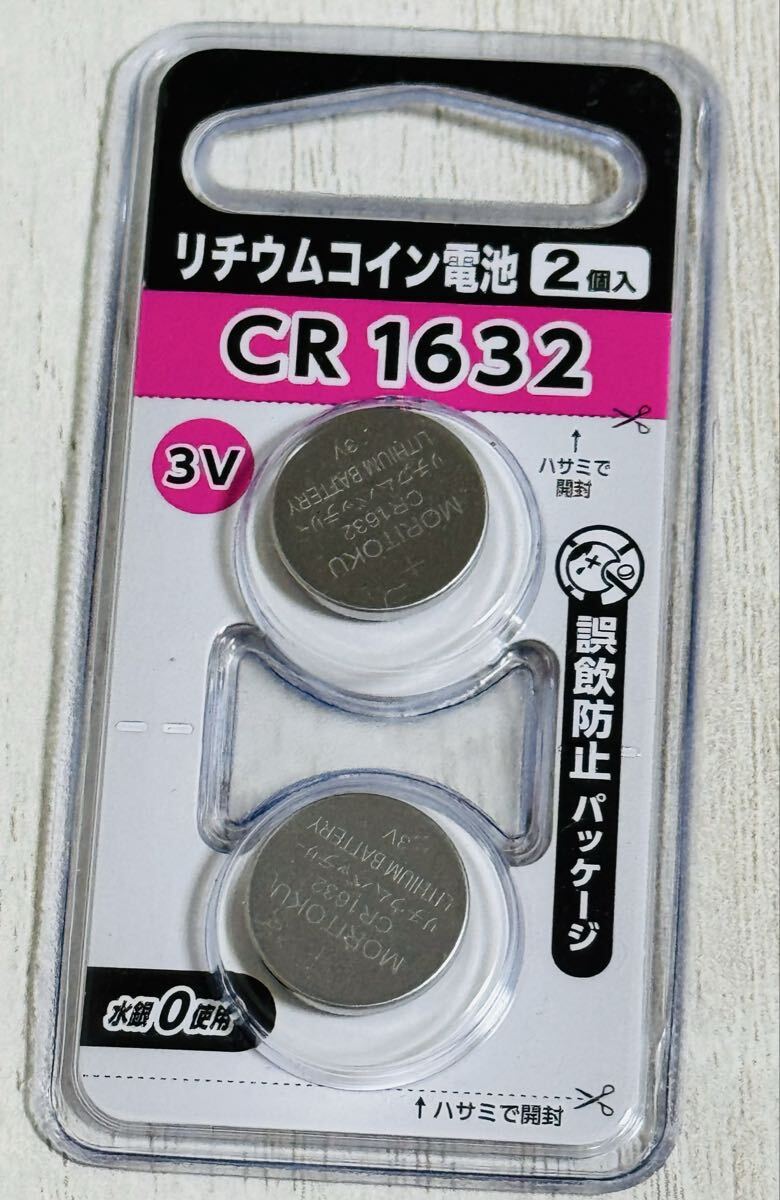 リチウムコイン電池 2個入
CR 1632
3V
↑
ハサミで
開封
誤飲防止パッケージ
MORITOKU
CR1632
リチウムバッテリー
LITHIUM BATTERY
3V
+
MORITOKU
CR1632
リチウムバッテリー
LITHIUM BATTERY
3V
水銀0使用
↑ハサミで開封